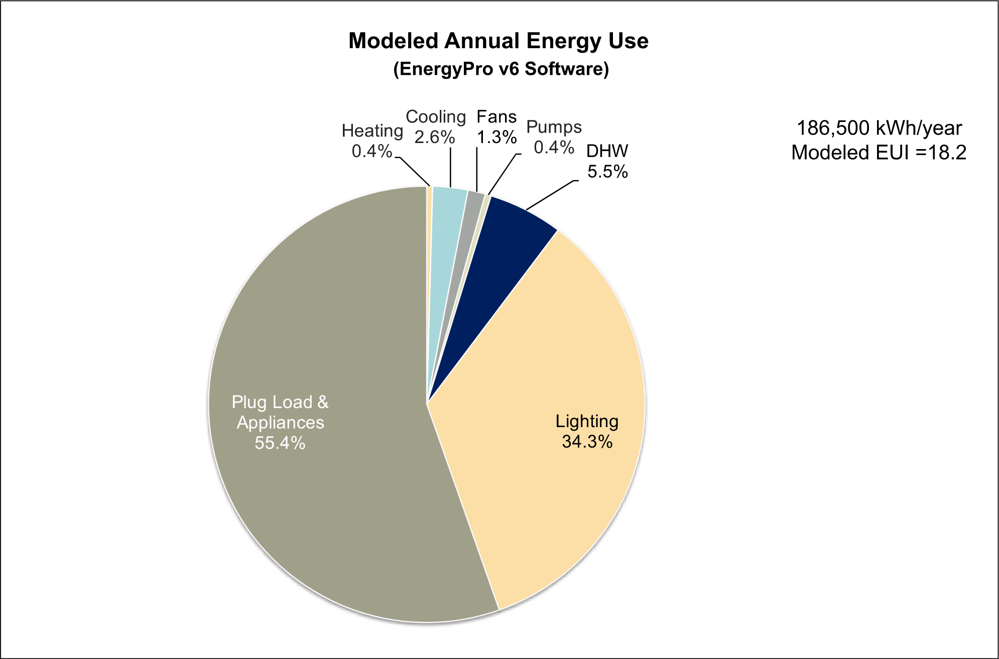 Modeled Annual Energy Use
(EnergyPro v6 Software)
Heating
0.4%
Cooling
2.6%
Fans
1.3%
Pumps
0.4%
DHW
5.5%
186,500 kWh/year
Modeled EUI =18.2
Plug Load &
Appliances
55.4%
Lighting
34.3%